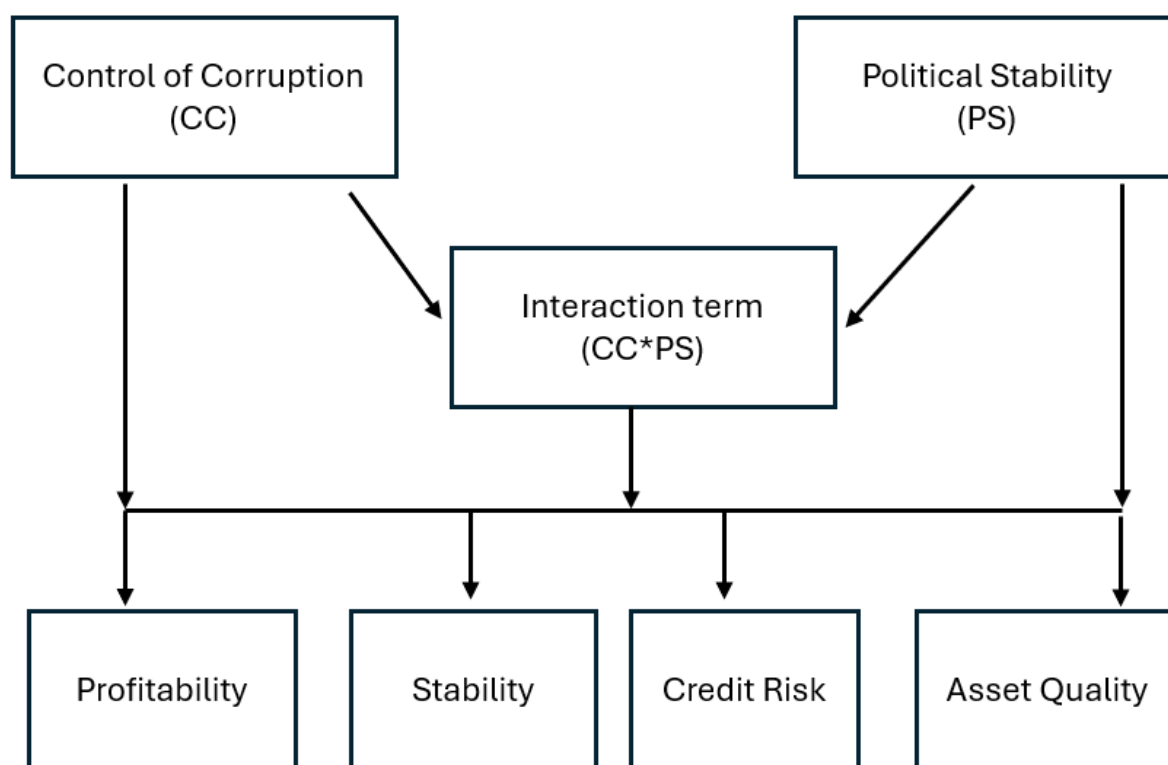 Control of Corruption
(CC)
Political Stability
(PS)
Interaction term
(CC*PS)
Profitability
Stability
Credit Risk
Asset Quality